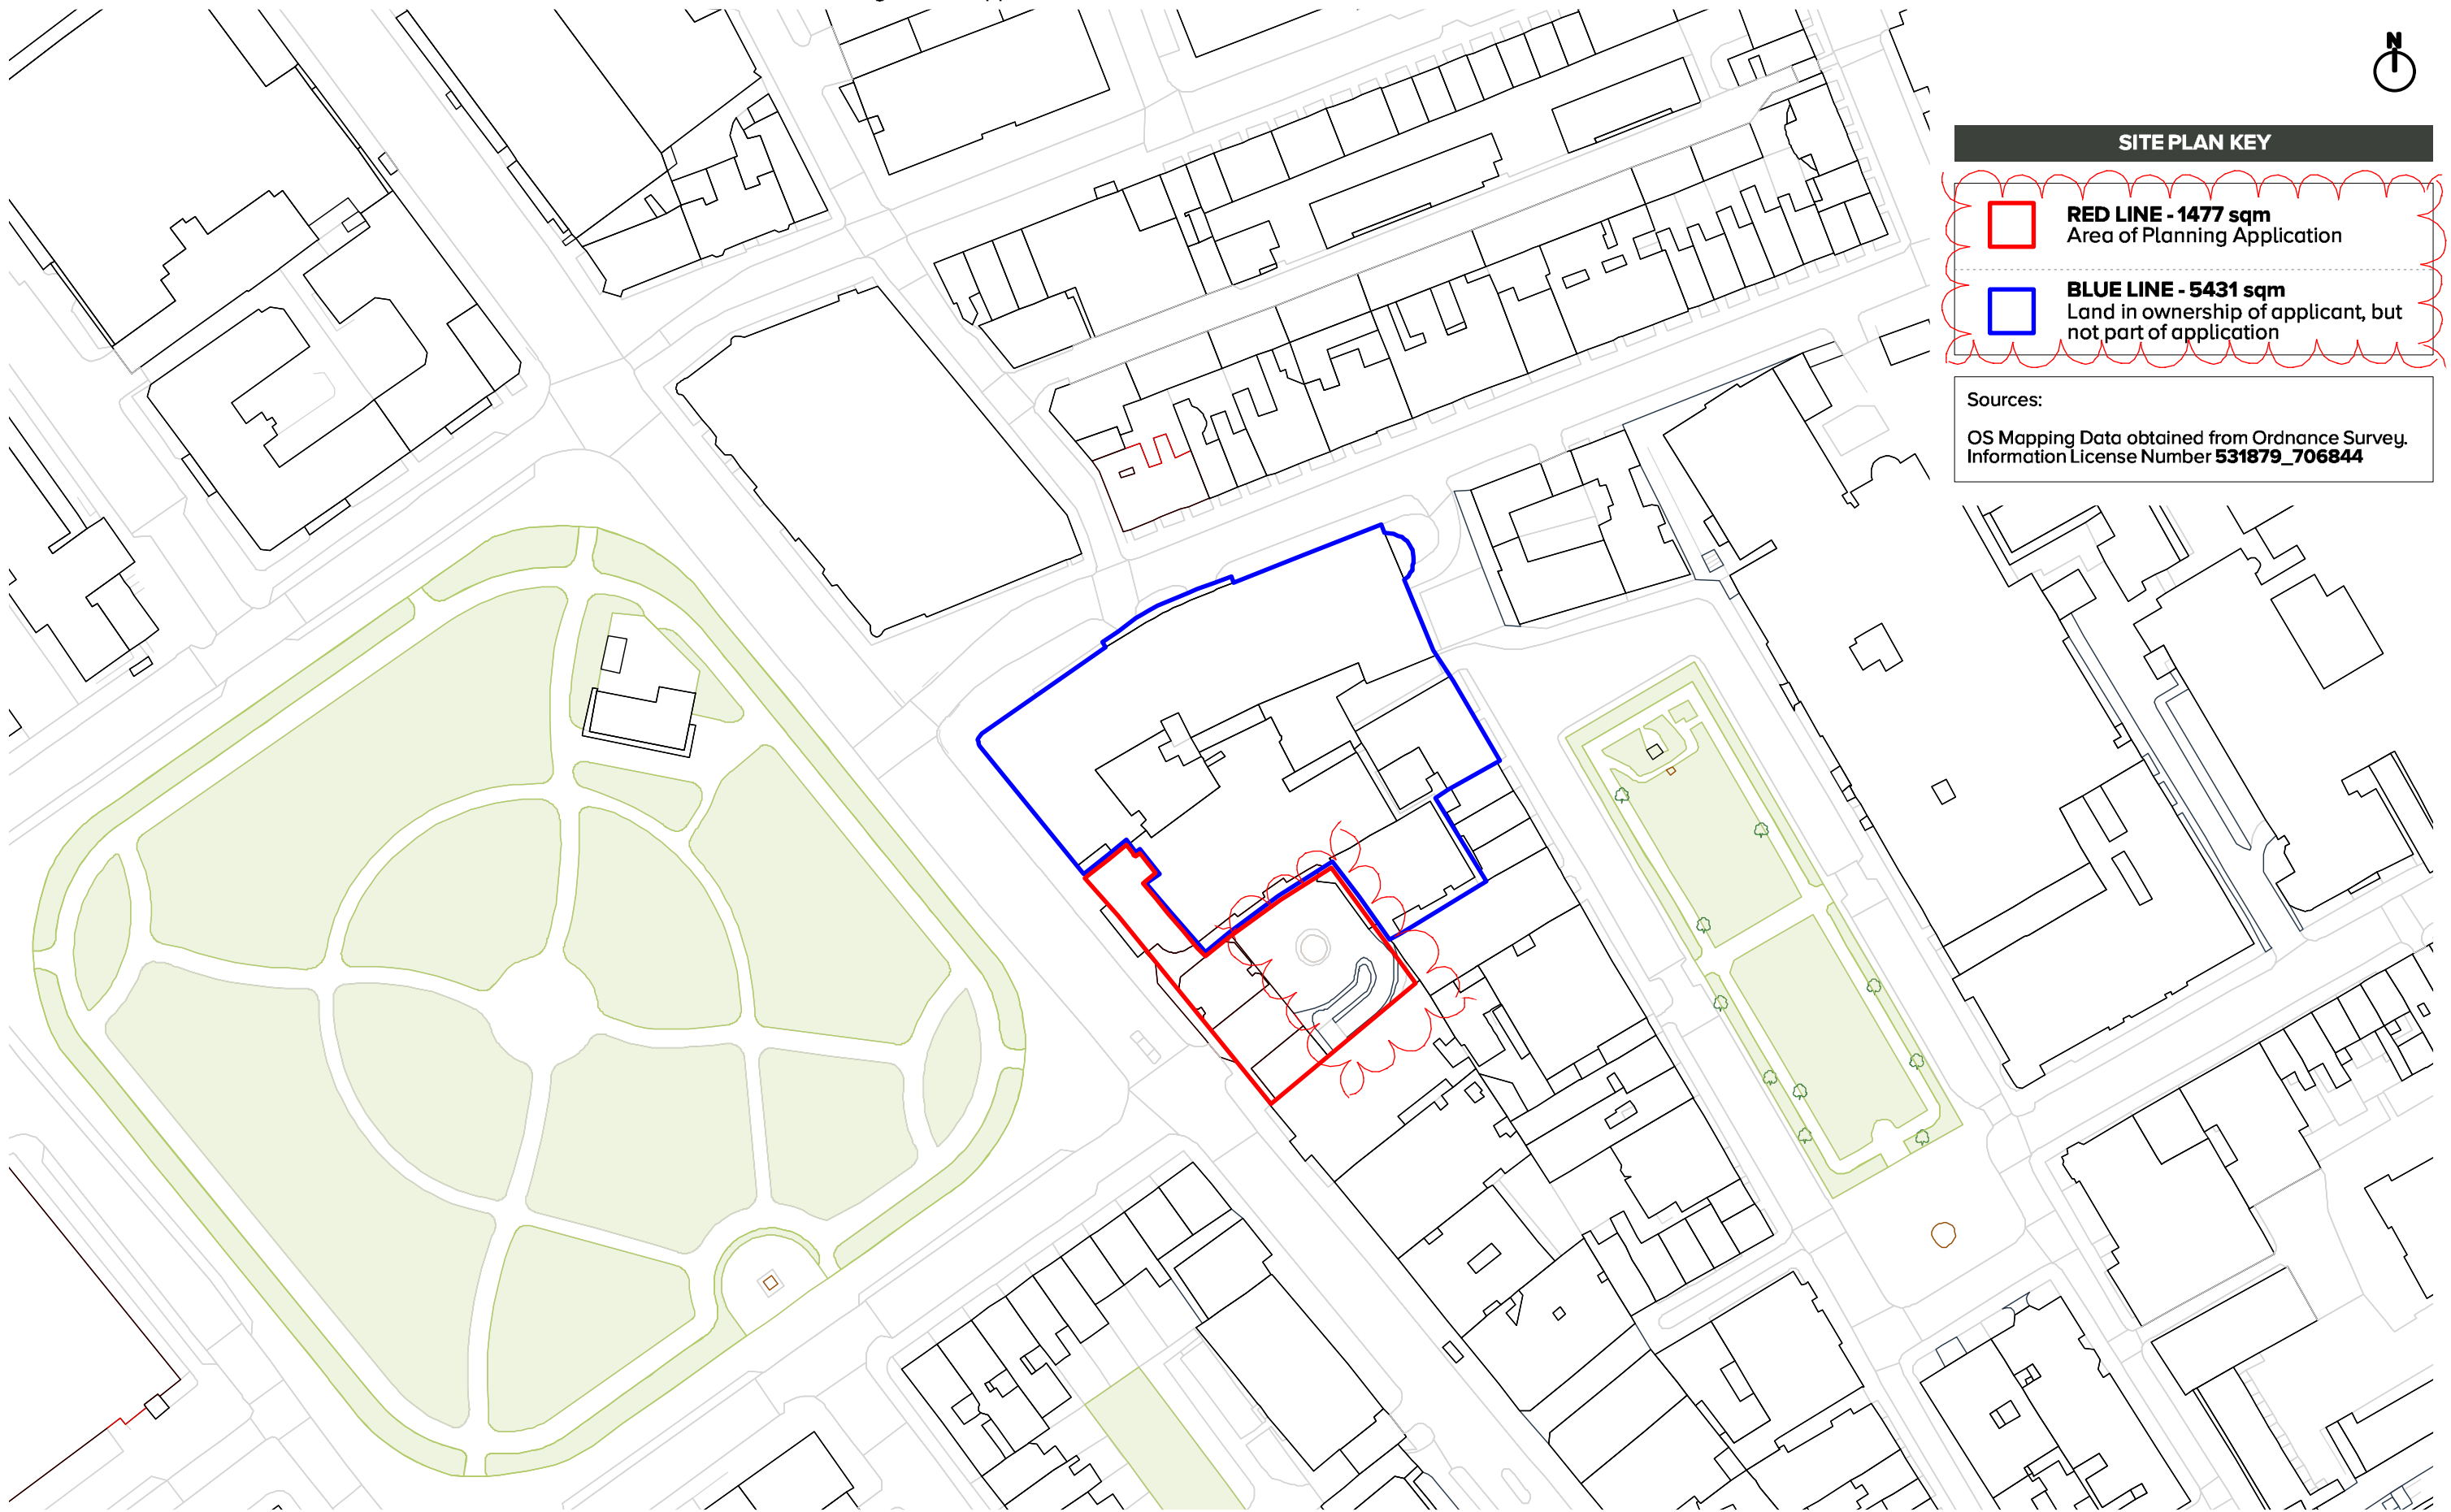 N
SITE PLAN KEY
RED LINE - 1477 sqm
Area of Planning Application
BLUE LINE - 5431 sqm
Land in ownership of applicant, but
not part of application
Sources:
OS Mapping Data obtained from Ordnance Survey.
Information License Number 531879_706844